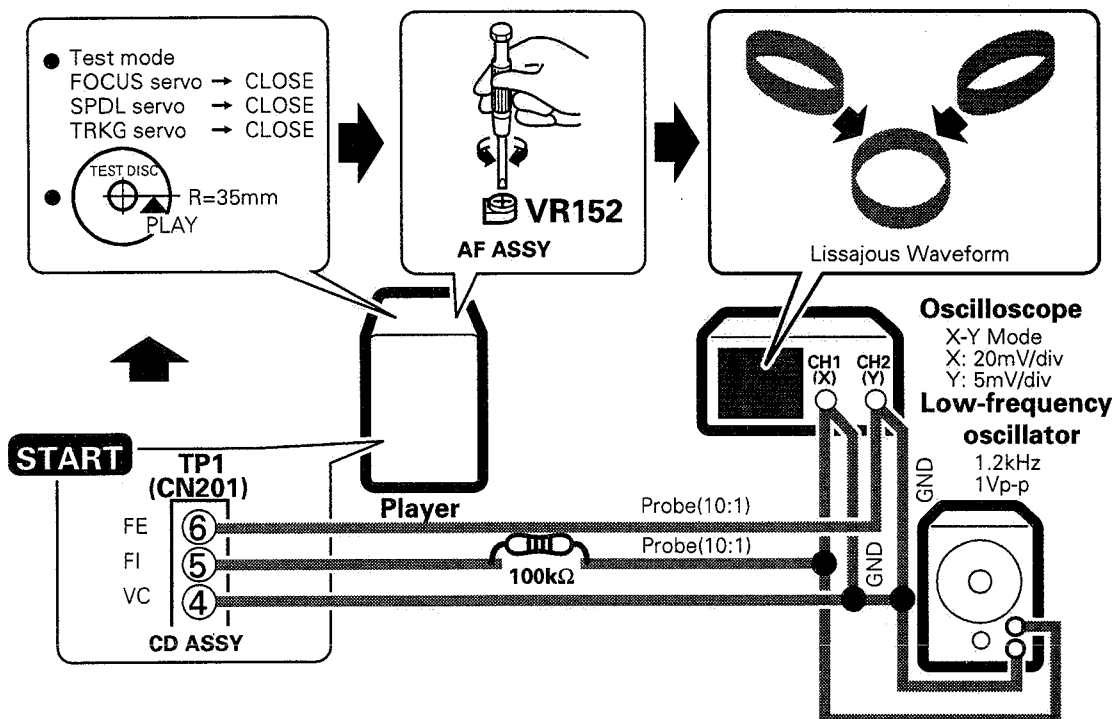 ● Test mode
FOCUS servo → CLOSE
SPDL servo → CLOSE
TRKG servo → CLOSE
●
TEST DISC
R=35mm
PLAY
VR152
AF ASSY
Lissajous Waveform
Oscilloscope
X-Y Mode
X: 20mV/div
Y: 5mV/div
CH1
(X)
CH2
(Y)
Low-frequency
oscillator
1.2kHz
1Vp-p
GND
START
TP1
(CN201)
Player
FE
6
Probe(10:1)
FI
5
Probe(10:1)
100kΩ
GND
VC
4
CD ASSY